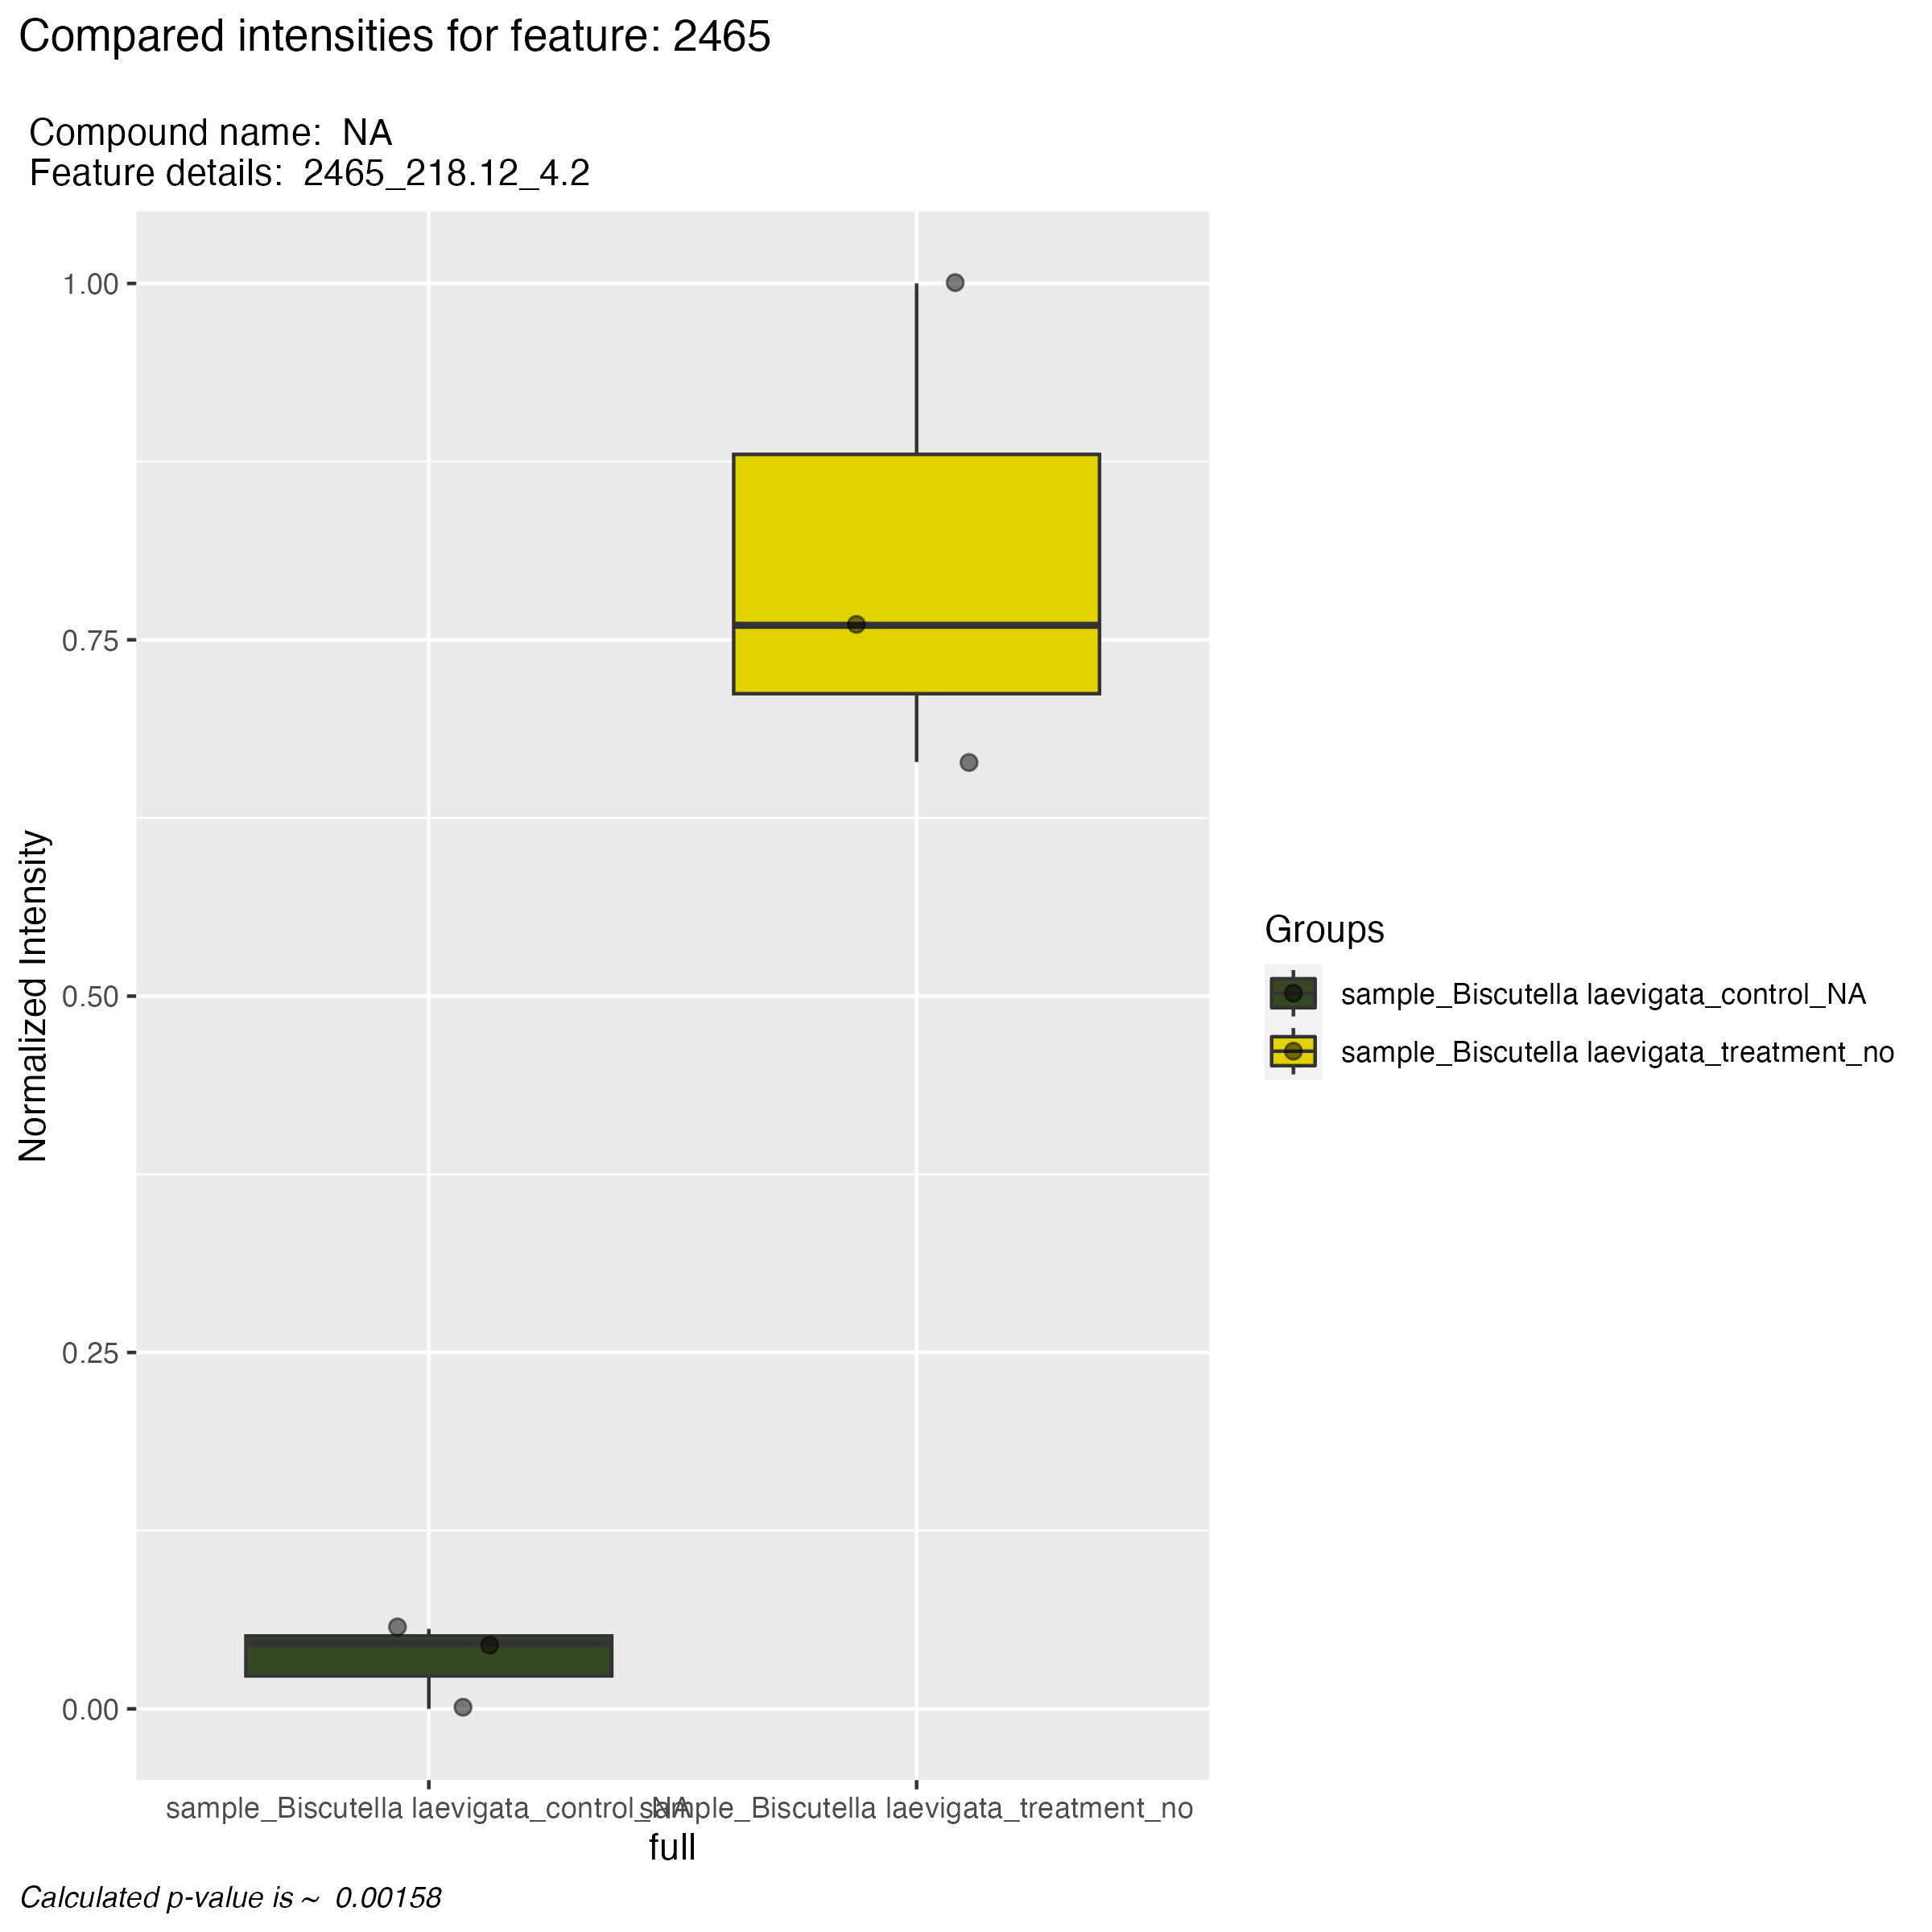 Compared intensities for feature: 2465
Compound name:  NA
Feature details:  2465_218.12_4.2
Normalized Intensity
1.00
0.75
0.50
0.25
0.00
sample_Biscutella laevigata_control_NA
sample_Biscutella laevigata_treatment_no
full
Groups
sample_Biscutella laevigata_control_NA
sample_Biscutella laevigata_treatment_no
Calculated p-value is ~  0.00158